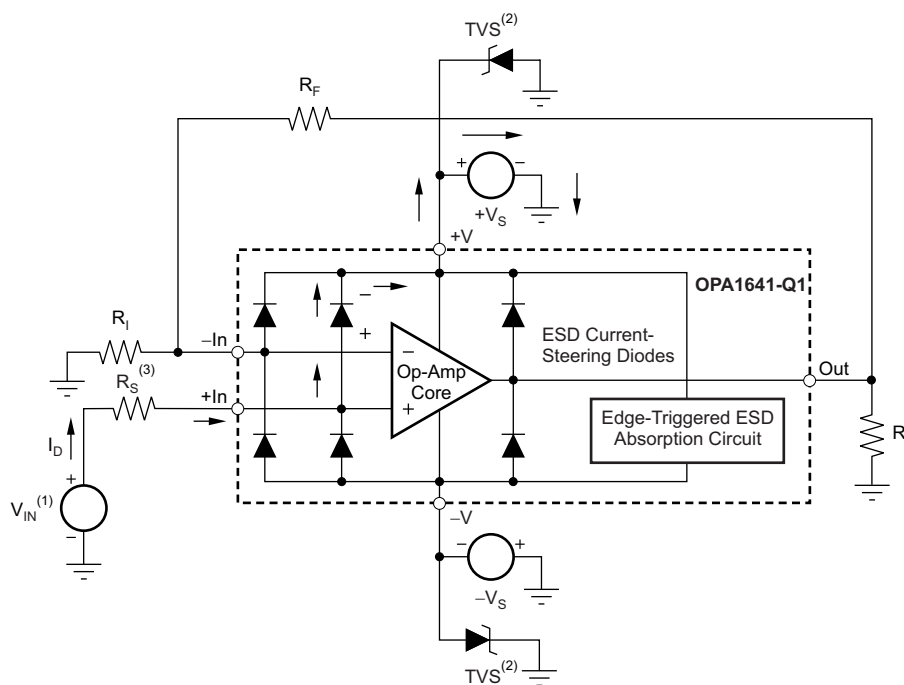 TVS(2)
RF
+ −
+VS
+V
OPA1641-Q1
−
+
RI
−In
ESD Current-
Steering Diodes
−
Op-Amp
Core
+
Out
(3)
RS
+In
Edge-Triggered ESD
Absorption Circuit
R
ID
+
VIN(1)
−
−V
− +
−VS
TVS(2)